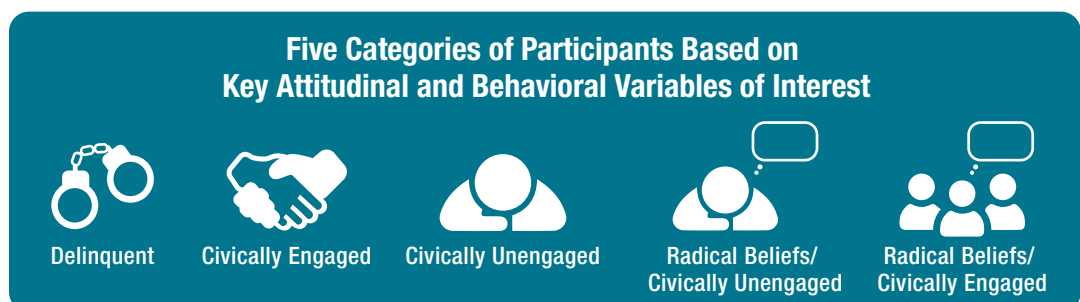 Five Categories of Participants Based on
Key Attitudinal and Behavioral Variables of Interest
Delinquent
Civically Engaged
Civically Unengaged
Radical Beliefs/
Civically Unengaged
Radical Beliefs/
Civically Engaged